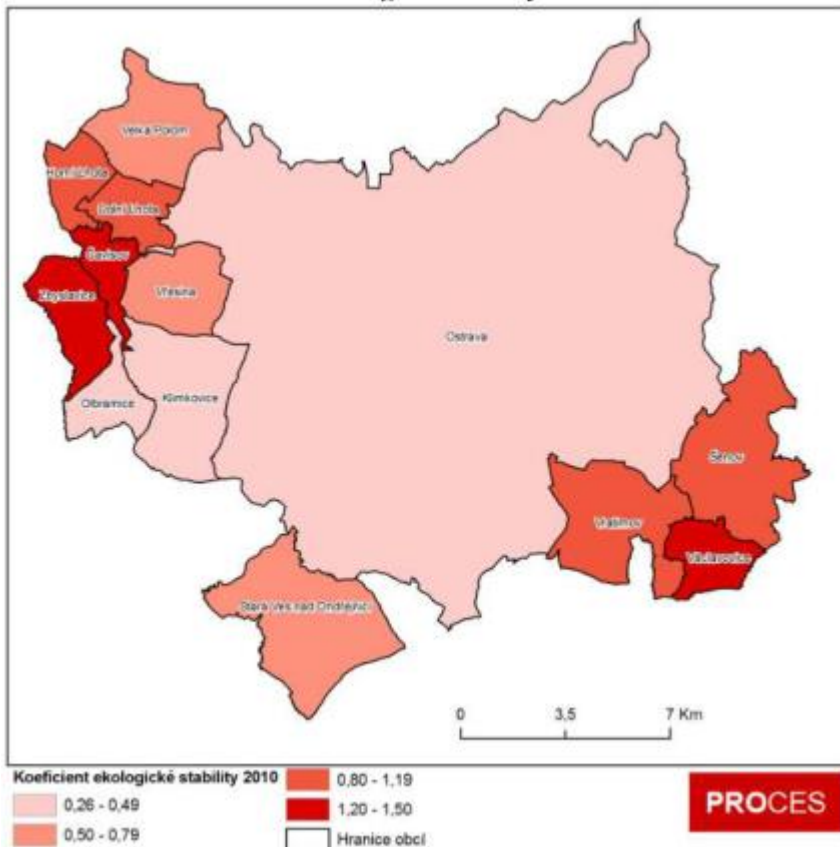 Velká Polom
Horní Lhota
Dolní Lhota
Čavisov
Zbyslavice
Vřesina
Ostrava
Olbramice
Klimkovice
Šenov
Vratimov
Václavovice
Stará Ves nad Ondřejnicí
0 3,5 7 Km
Koeficient ekologické stability 2010
0,26 - 0,49
0,50 - 0,79
0,80 - 1,19
1,20 - 1,50
Hranice obcí
PROCES